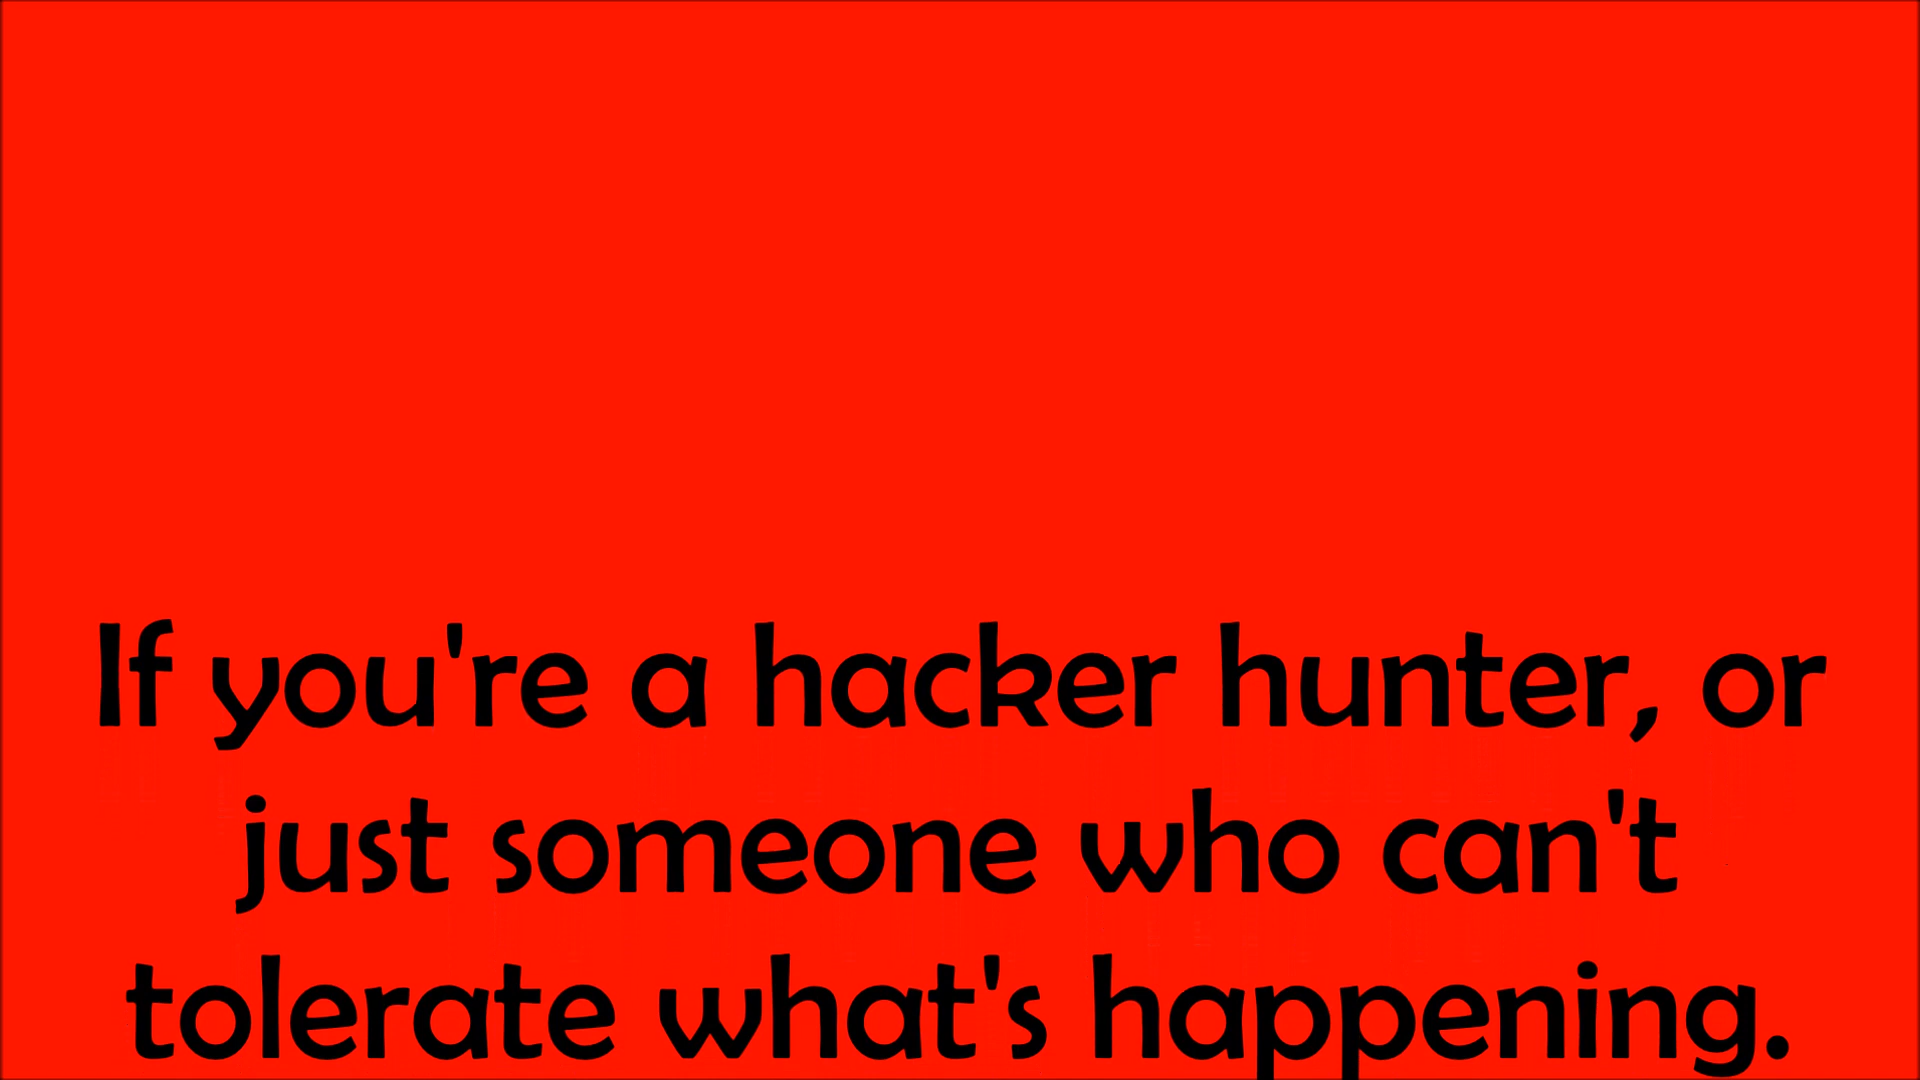 If you're a hacker hunter, or
just someone who can't
tolerate what's happening.